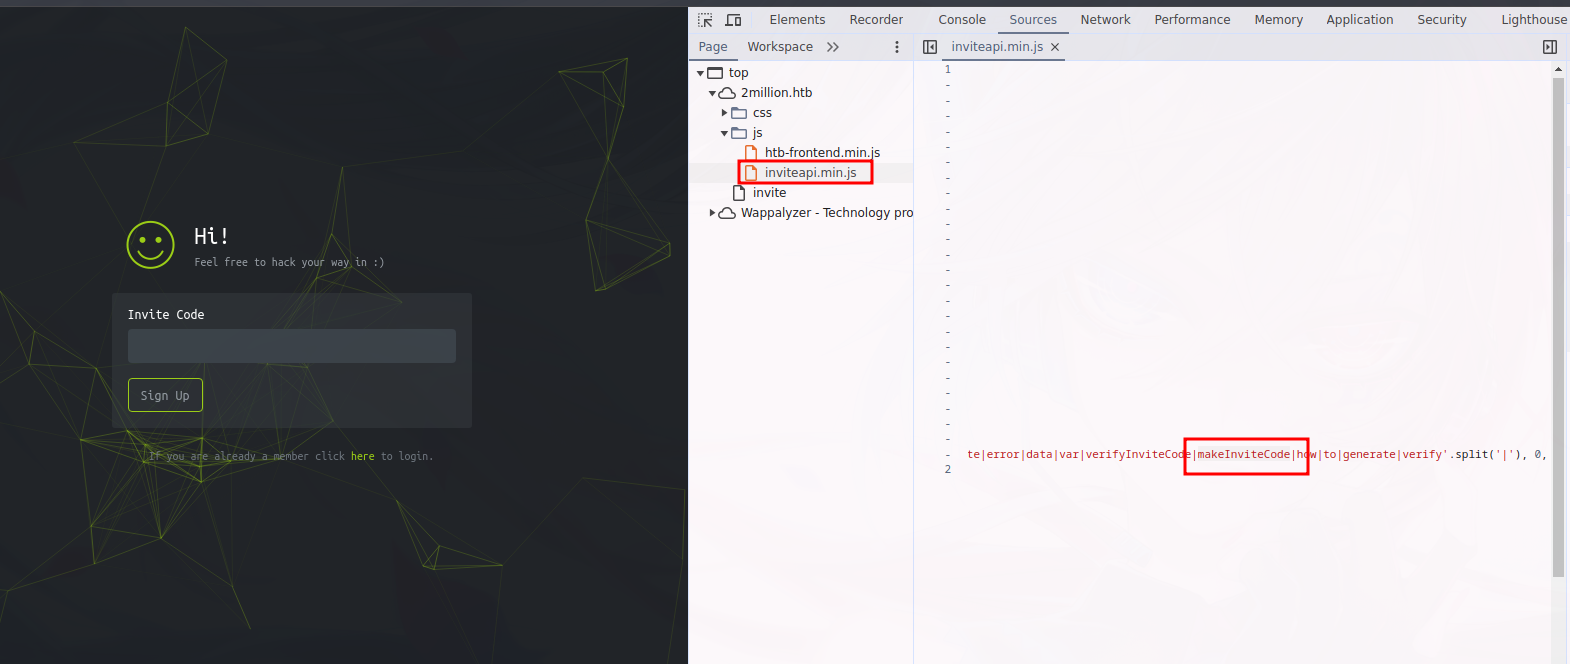 Hi!
Feel free to hack your way in :)
Invite Code
Sign Up
If you are already a member click here to login.
Elements Recorder Console Sources Network Performance Memory Application Security Lighthouse
Page Workspace
inviteapi.min.js
top
2million.htb
css
js
htb-frontend.min.js
inviteapi.min.js
invite
Wappalyzer - Technology pro
1
te|error|data|var|verifyInviteCode|makeInviteCode|how|to|generate|verify'.split('|'), 0,
2